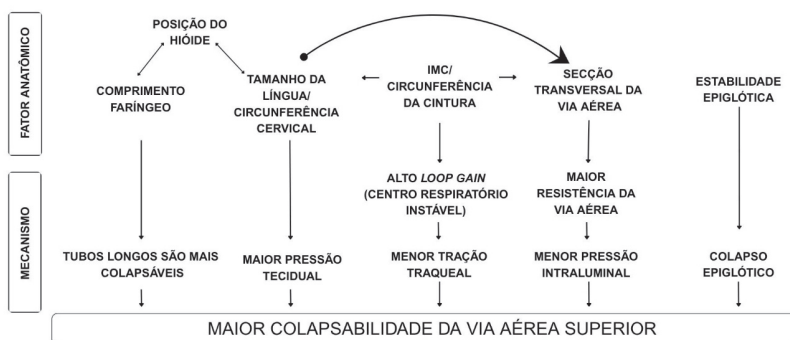 FATOR ANATÔMICO
POSIÇÃO DO
HIÓIDE
COMPRIMENTO
FARÍNGEO
TAMANHO DA
LÍNGUA/
CIRCUNFERÊNCIA
CERVICAL
IMC/
CIRCUNFERÊNCIA
DA CINTURA
SECÇÃO
TRANSVERSAL DA
VIA AÉREA
ESTABILIDADE
EPIGLÓTICA
MECANISMO
ALTO LOOP GAIN
(CENTRO RESPIRATÓRIO
INSTÁVEL)
MAIOR
RESISTÊNCIA DA
VIA AÉREA
TUBOS LONGOS SÃO MAIS
COLAPSÁVEIS
MAIOR PRESSÃO
TECIDUAL
MENOR TRAÇÃO
TRAQUEAL
MENOR PRESSÃO
INTRALUMINAL
COLAPSO
EPIGLÓTICO
MAIOR COLAPSABILIDADE DA VIA AÉREA SUPERIOR